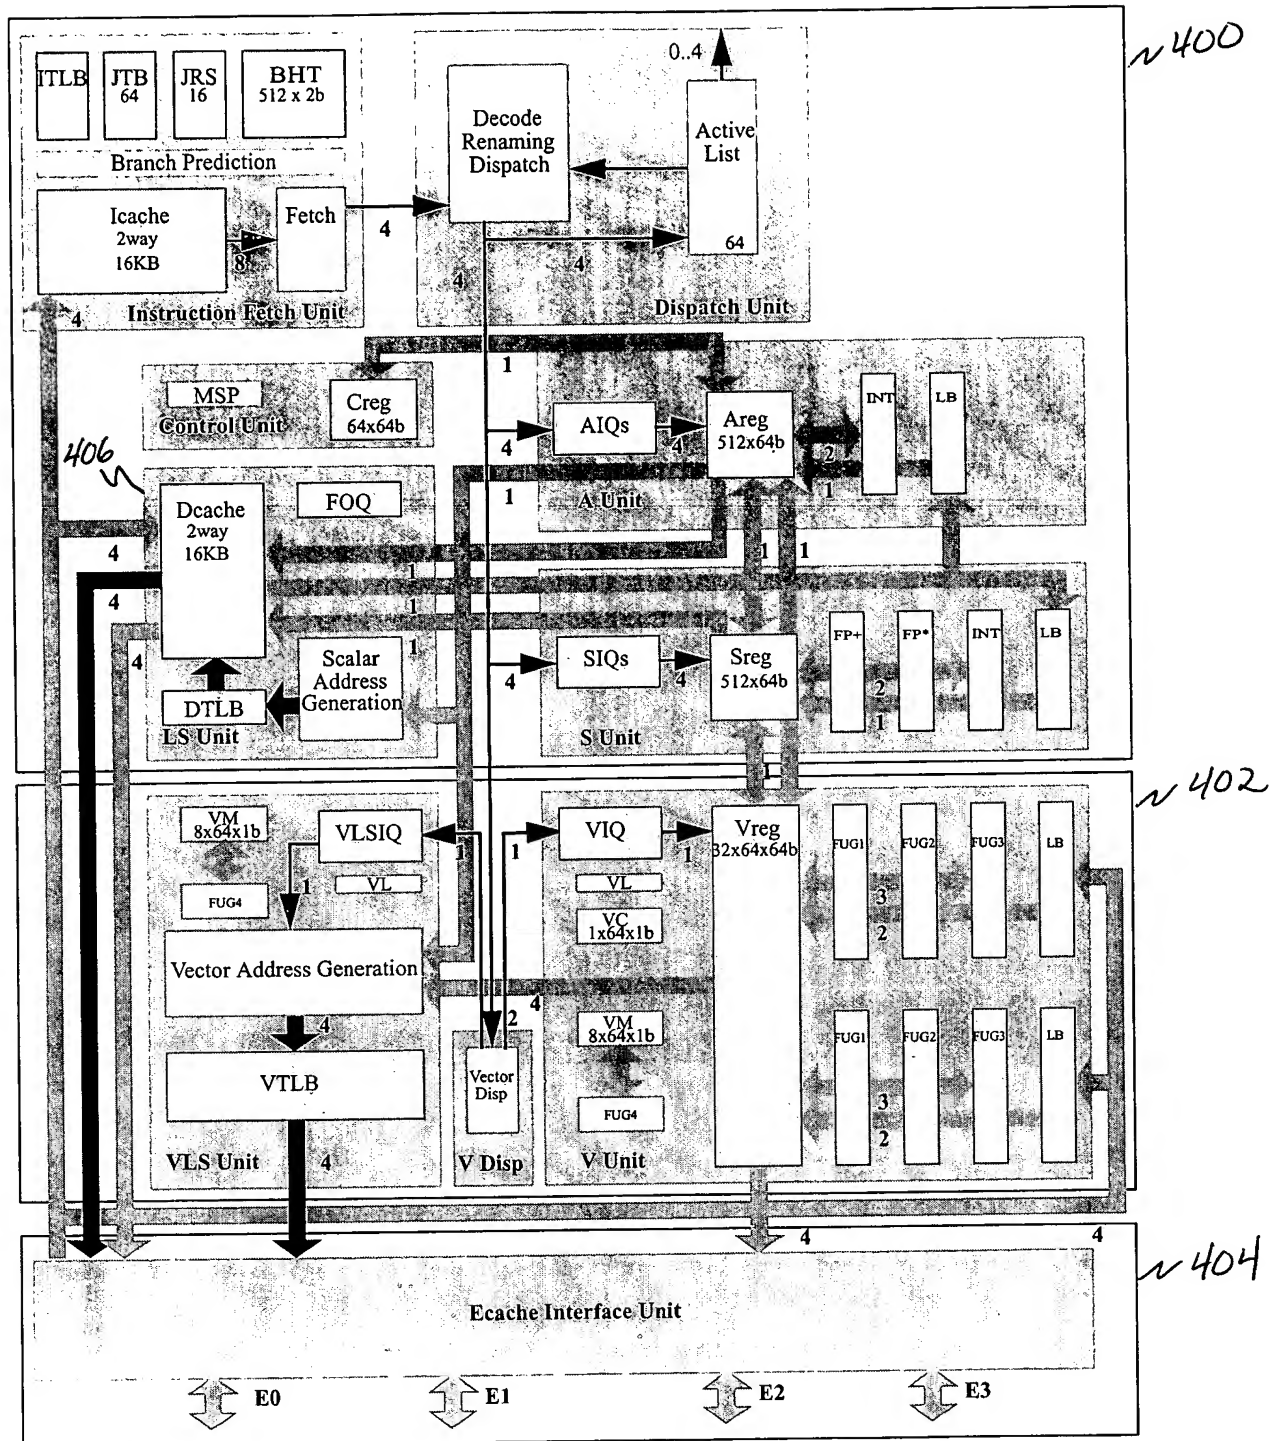 400
ITLB
JTB
64
JRS
16
BHT
512 x 2b
Branch Prediction
Icache
2way
16KB
8
Fetch
4
Instruction Fetch Unit
4
Decode
Renaming
Dispatch
0..4
Active
List
64
4
4
Dispatch Unit
MSP
Control Unit
Creg
64x64b
1
AIQs
4
4
Areg
512x64b
INT
LB
2
1
A Unit
1
406
Dcache
2way
16KB
FOQ
4
4
4
1
1
1
1
1
DTLB
Scalar
Address
Generation
LS Unit
SIQs
4
4
Sreg
512x64b
FP+
FP*
INT
LB
2
1
S Unit
1
402
VM
8x64x1b
FUG4
VLSIQ
1
1
VL
Vector Address Generation
4
VTLB
4
VLS Unit
2
Vector
Disp
V Disp
1
VIQ
1
VL
VC
1x64x1b
4
VM
8x64x1b
FUG4
V Unit
Vreg
32x64x64b
FUG1
FUG2
FUG3
LB
3
2
FUG1
FUG2
FUG3
LB
3
2
4
4
404
Ecache Interface Unit
E0
E1
E2
E3